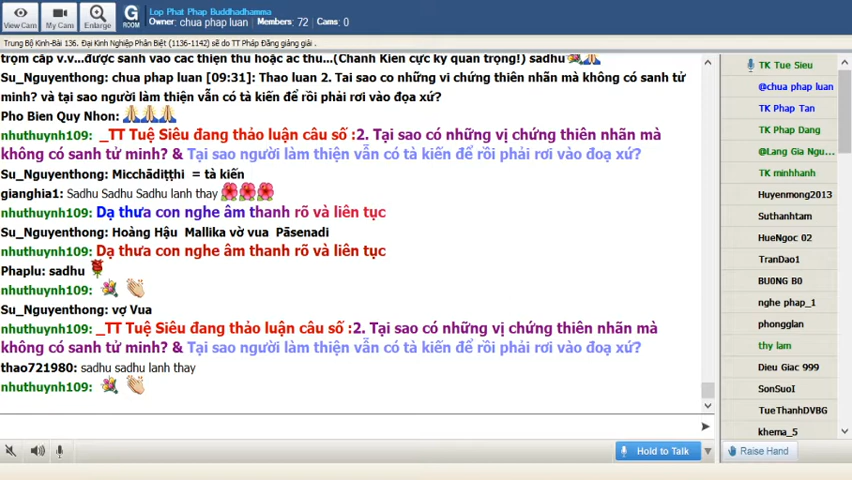 View Cam
My Cams
Enlarge
G
ROOM
Lop Phat Phap Buddhadhamma
Owner: chua phap luan Members: 72 Cams: 0
Trung Bộ Kinh-Bài 136. Đại Kinh Nghiệp Phân Biệt (1136-1142) sẽ do TT Pháp Đăng giảng giải .
trọm cắp v.v...được sanh vào các thiện thú hoặc ác thú...(Chánh Kiến cực kỳ quan trọng!) sadhu
Su_Nguyenthong: chua phap luan [09:31]: Thao luan 2. Tai sao co những vi chứng thiên nhãn mà không có sanh tử
minh? và tại sao người làm thiện vẫn có tà kiến để rồi phải rơi vào đọa xứ?
Pho Bien Quy Nhon:
nhuthuynh109: _TT Tuệ Siêu đang thảo luận câu số :2. Tại sao có những vị chứng thiên nhãn mà
không có sanh tử minh? & Tại sao người làm thiện vẫn có tà kiến để rồi phải rơi vào đoạ xứ?
Su_Nguyenthong: Micchādiṭṭhi = tà kiến
gianghia1: Sadhu Sadhu Sadhu lanh thay
nhuthuynh109: Dạ thưa con nghe âm thanh rõ và liên tục
Su_Nguyenthong: Hoàng Hậu Mallika vờ vua Pāsenadi
nhuthuynh109: Dạ thưa con nghe âm thanh rõ và liên tục
Phaplu: sadhu
nhuthuynh109:
Su_Nguyenthong: vợ Vua
nhuthuynh109: _TT Tuệ Siêu đang thảo luận câu số :2. Tại sao có những vị chứng thiên nhãn mà
không có sanh tử minh? & Tại sao người làm thiện vẫn có tà kiến để rồi phải rơi vào đoạ xứ?
thao721980: sadhu sadhu lanh thay
nhuthuynh109:
TK Tue Sieu
@chua phap luan
TK Phap Tan
TK Phap Dang
@Lang Gia Ngu...
TK minhhanh
Huyenmong2013
Suthanhtam
HueNgoc 02
TranDao1
BU0NG B0
nghe phap_1
phongglan
thy lam
Dieu Giac 999
SonSuoI
TueThanhDVBG
khema_5
Hold to Talk
Raise Hand